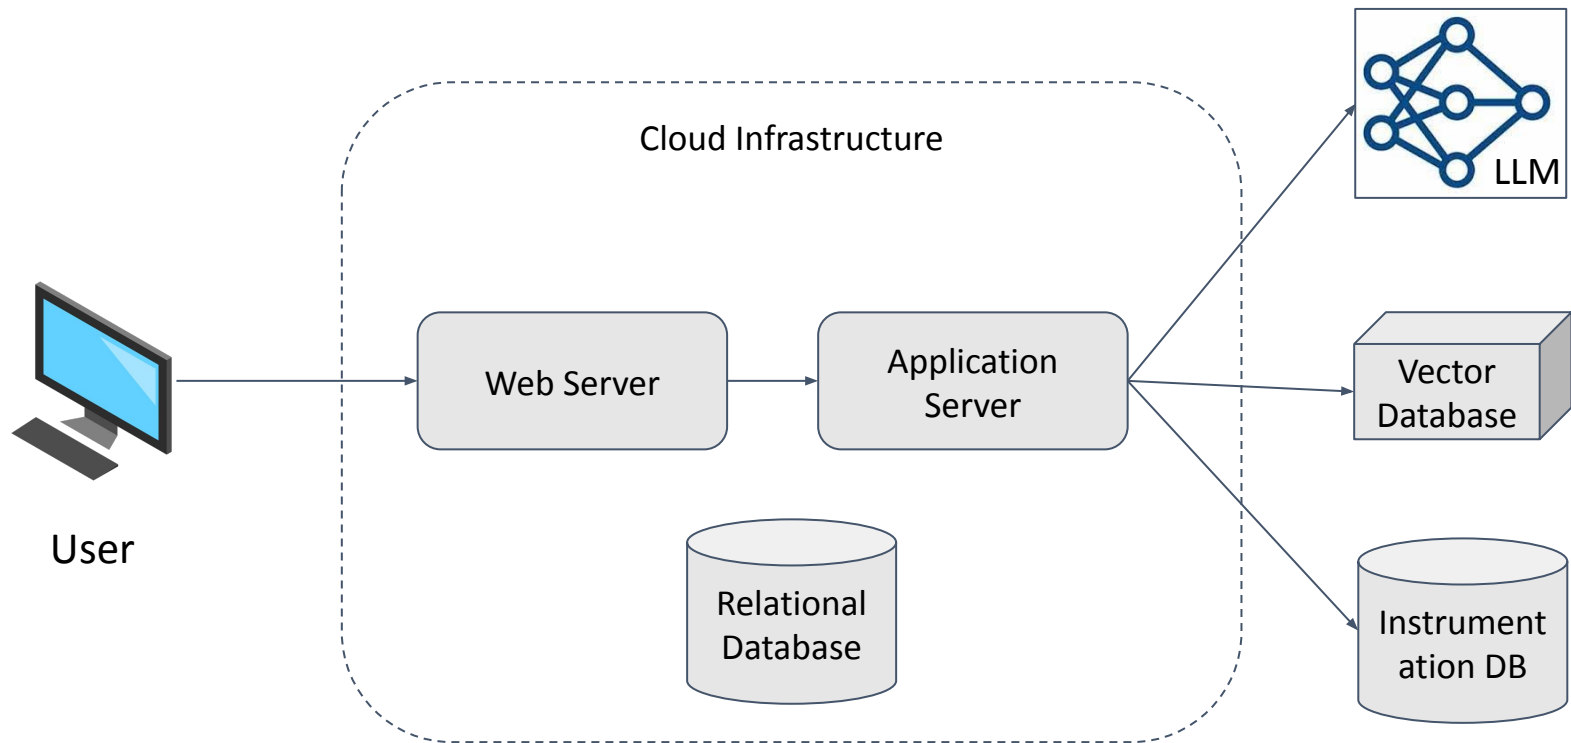 Cloud Infrastructure
LLM
Web Server
Application
Server
Vector
Database
User
Relational
Database
Instrument
ation DB